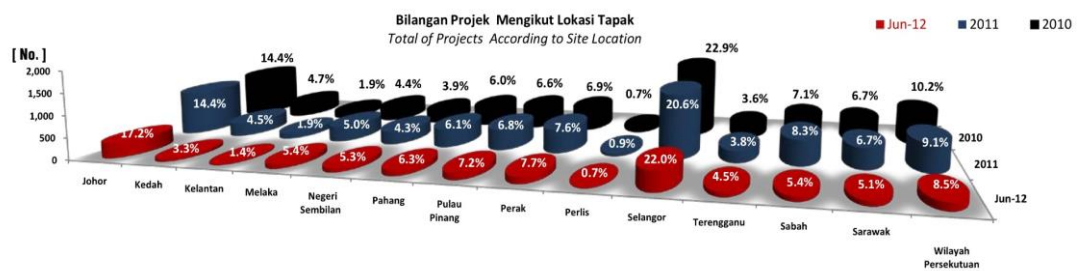 Bilangan Projek Mengikut Lokasi Tapak
Total of Projects According to Site Location
Jun-12 2011 2010
[ No. ]
2,000
1,500
1,000
500
0
14.4% 4.7% 1.9% 4.4% 3.9% 6.0% 6.6% 6.9% 0.7% 22.9% 3.6% 7.1% 6.7% 10.2%
14.4% 4.5% 1.9% 5.0% 4.3% 6.1% 6.8% 7.6% 0.9% 20.6% 3.8% 8.3% 6.7% 9.1%
17.2% 3.3% 1.4% 5.4% 5.3% 6.3% 7.2% 7.7% 0.7% 22.0% 4.5% 5.4% 5.1% 8.5%
2010
2011
Jun-12
Johor
Kedah
Kelantan
Melaka
Negeri
Sembilan
Pahang
Pulau
Pinang
Perak
Perlis
Selangor
Terengganu
Sabah
Sarawak
Wilayah
Persekutuan